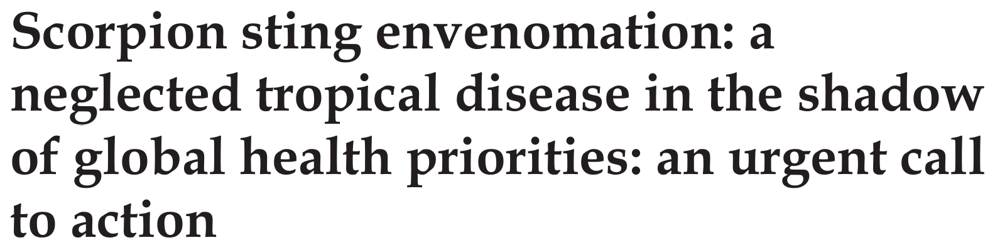 Scorpion sting envenomation: a
neglected tropical disease in the shadow
of global health priorities: an urgent call
to action